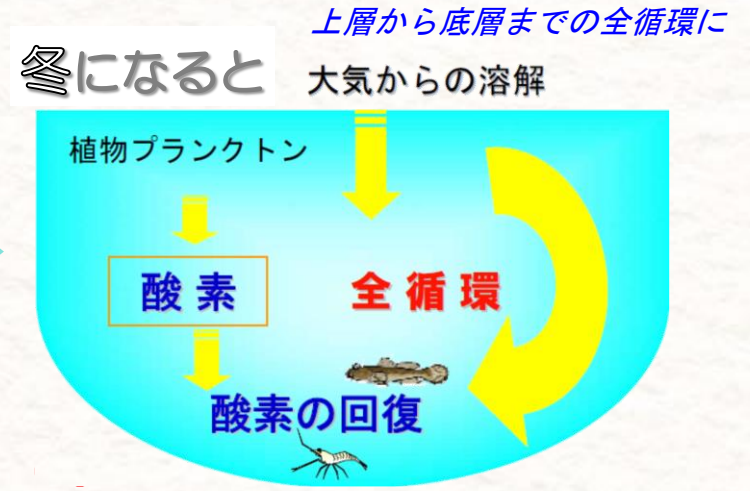 上層から底層までの全循環に
冬になると
大気からの溶解
植物プランクトン
酸素
全循環
酸素の回復